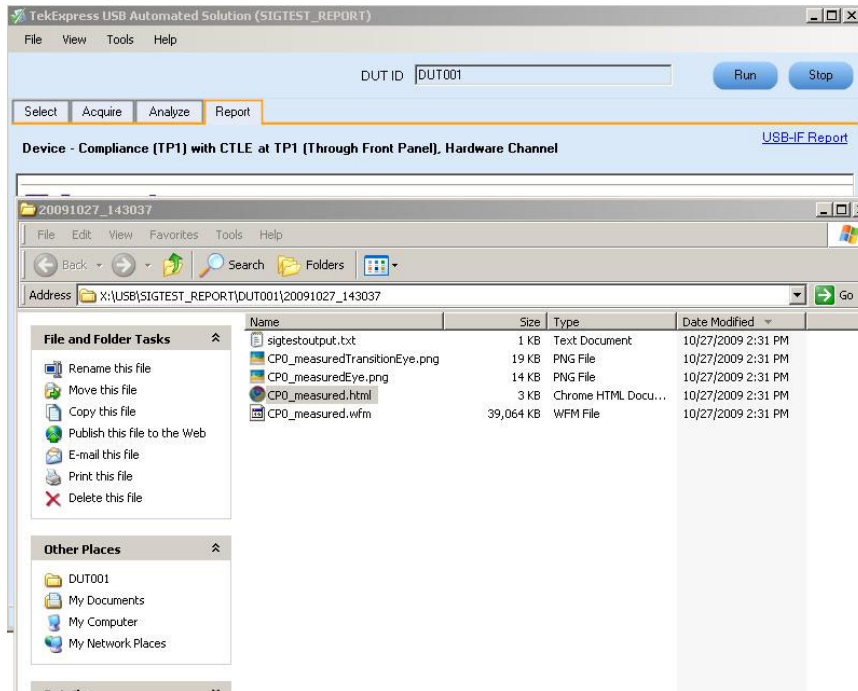 TekExpress USB Automated Solution (SIGTEST_REPORT)
File View Tools Help
DUT ID DUT001 Run Stop
Select Acquire Analyze Report
Device - Compliance (TP1) with CTLE at TP1 (Through Front Panel), Hardware Channel
USB-IF Report
20091027_143037
File Edit View Favorites Tools Help
Back Search Folders
Address X:\USB\SIGTEST_REPORT\DUT001\20091027_143037 Go
Name Size Type Date Modified
sigtestoutput.txt 1 KB Text Document 10/27/2009 2:31 PM
CP0_measuredTransitionEye.png 19 KB PNG File 10/27/2009 2:31 PM
CP0_measuredEye.png 14 KB PNG File 10/27/2009 2:31 PM
CP0_measured.html 3 KB Chrome HTML Docu... 10/27/2009 2:31 PM
CP0_measured.wfm 39,064 KB WFM File 10/27/2009 2:31 PM
File and Folder Tasks
Rename this file
Move this file
Copy this file
Publish this file to the Web
E-mail this file
Print this file
Delete this file
Other Places
DUT001
My Documents
My Computer
My Network Places